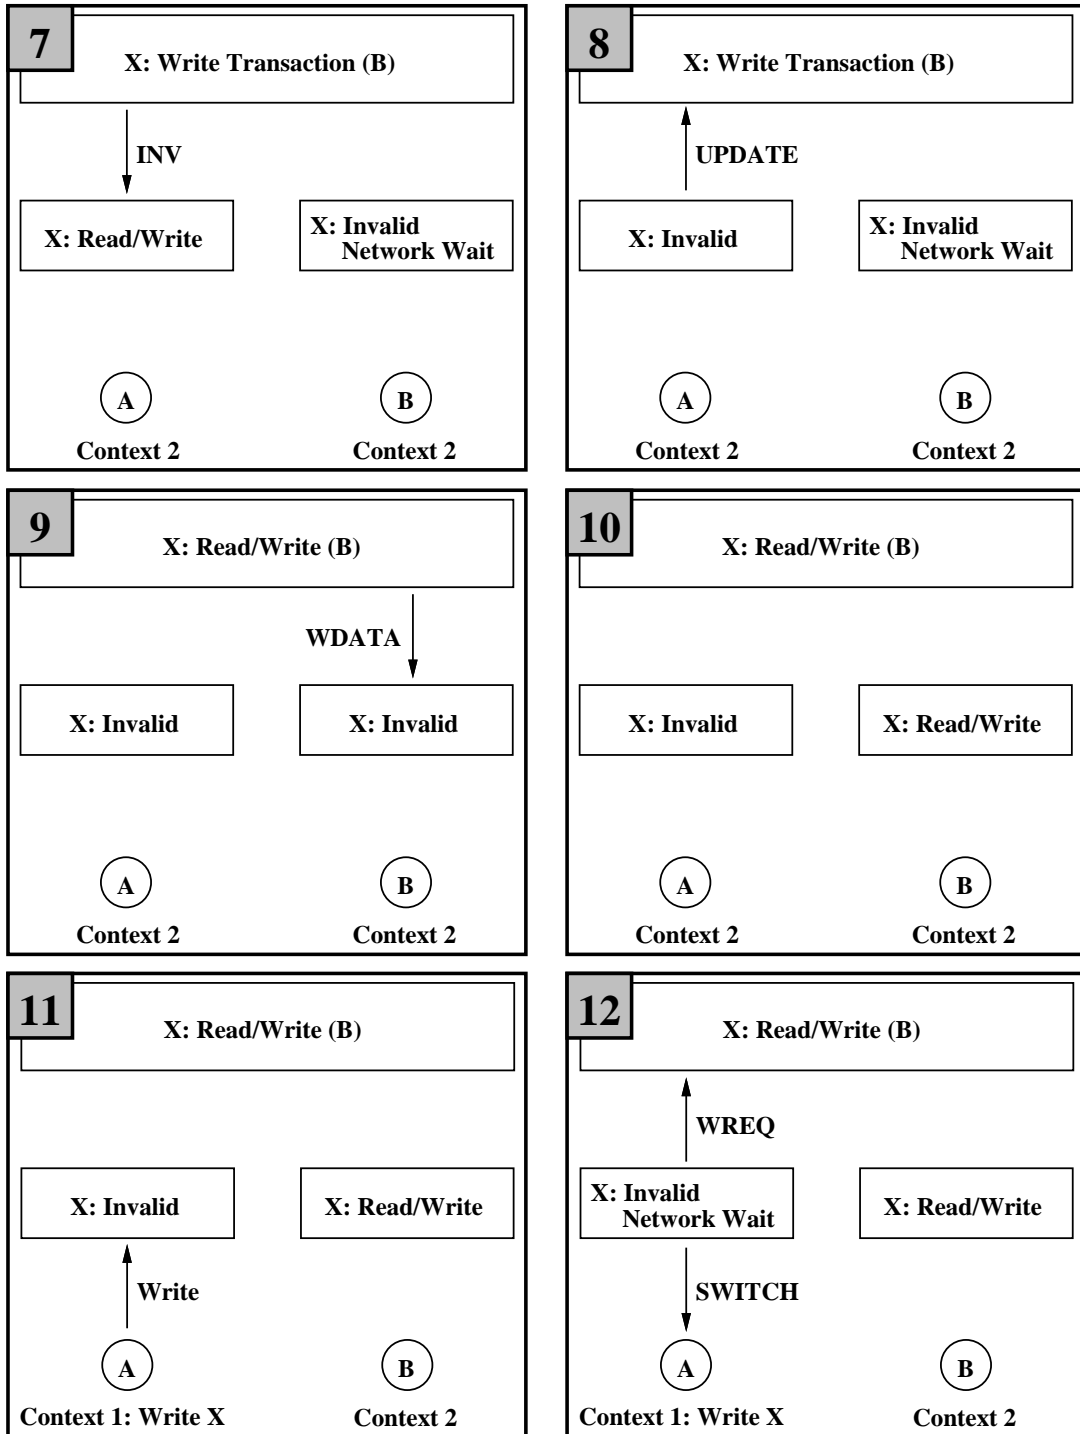 7
X: Write Transaction (B)
INV
X: Read/Write
X: Invalid
Network Wait
A
B
Context 2
Context 2
8
X: Write Transaction (B)
UPDATE
X: Invalid
X: Invalid
Network Wait
A
B
Context 2
Context 2
9
X: Read/Write (B)
WDATA
X: Invalid
X: Invalid
A
B
Context 2
Context 2
10
X: Read/Write (B)
X: Invalid
X: Read/Write
A
B
Context 2
Context 2
11
X: Read/Write (B)
X: Invalid
X: Read/Write
Write
A
B
Context 1: Write X
Context 2
12
X: Read/Write (B)
WREQ
X: Invalid
Network Wait
X: Read/Write
SWITCH
A
B
Context 1: Write X
Context 2